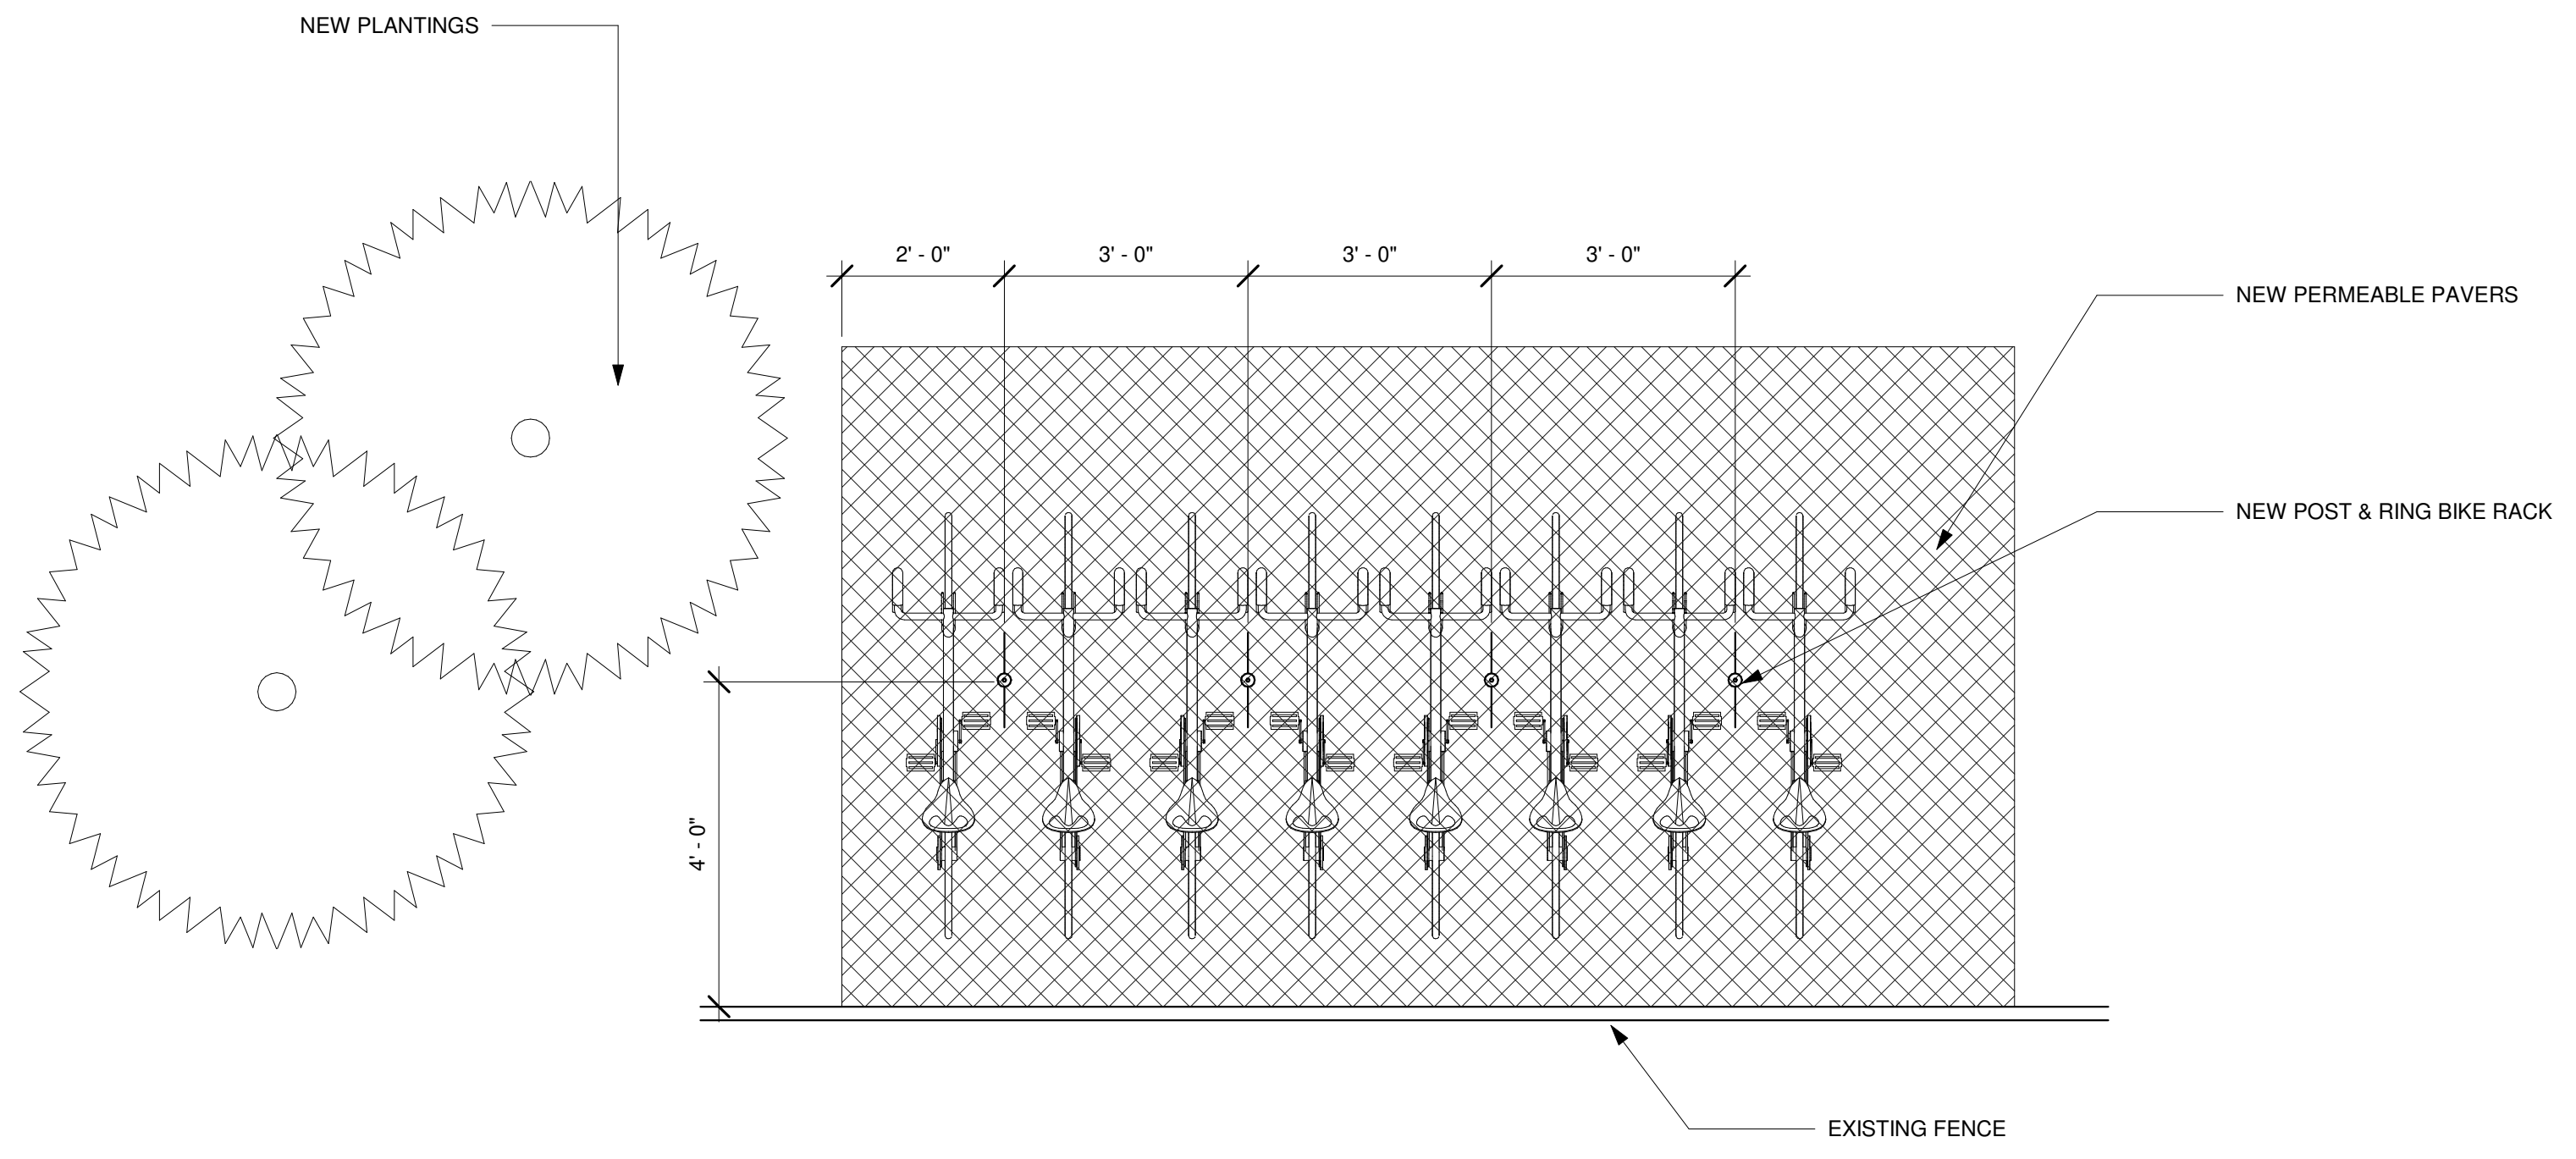 NEW PLANTINGS
2' - 0"
3' - 0"
3' - 0"
3' - 0"
NEW PERMEABLE PAVERS
NEW POST & RING BIKE RACK
4' - 0"
EXISTING FENCE